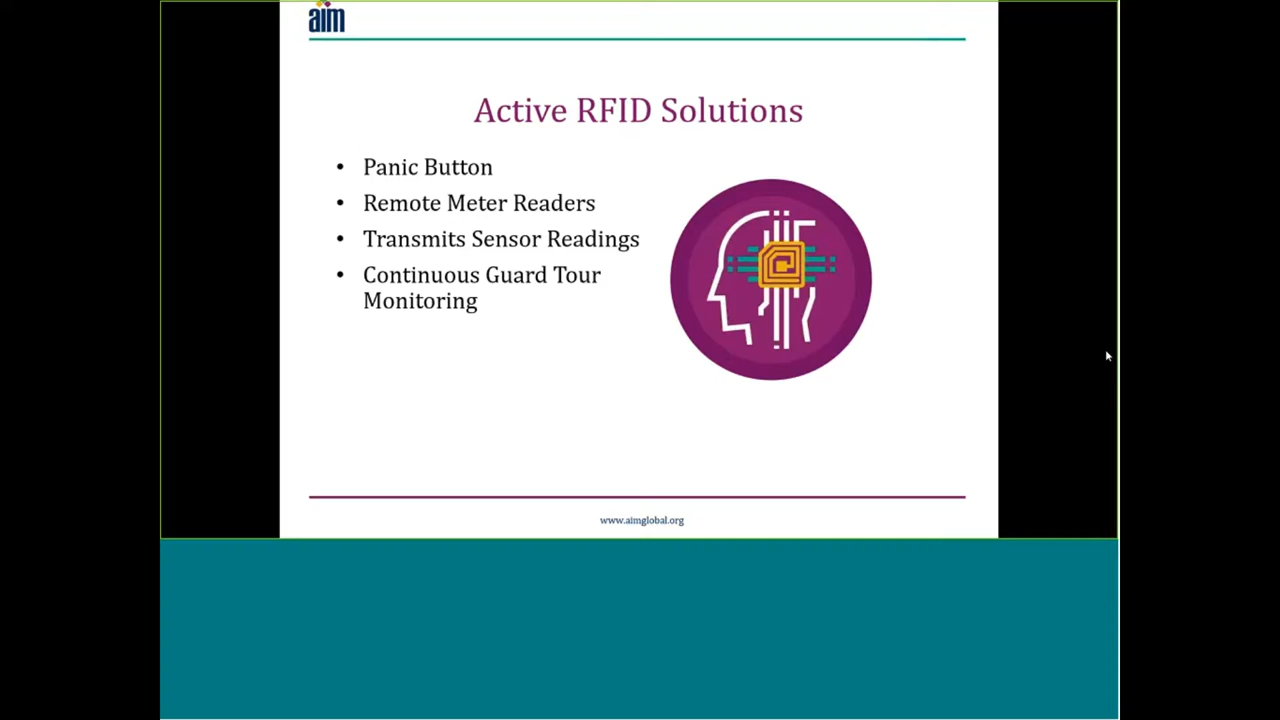 aim
Active RFID Solutions
• Panic Button
• Remote Meter Readers
• Transmits Sensor Readings
• Continuous Guard Tour
Monitoring
www.aimglobal.org